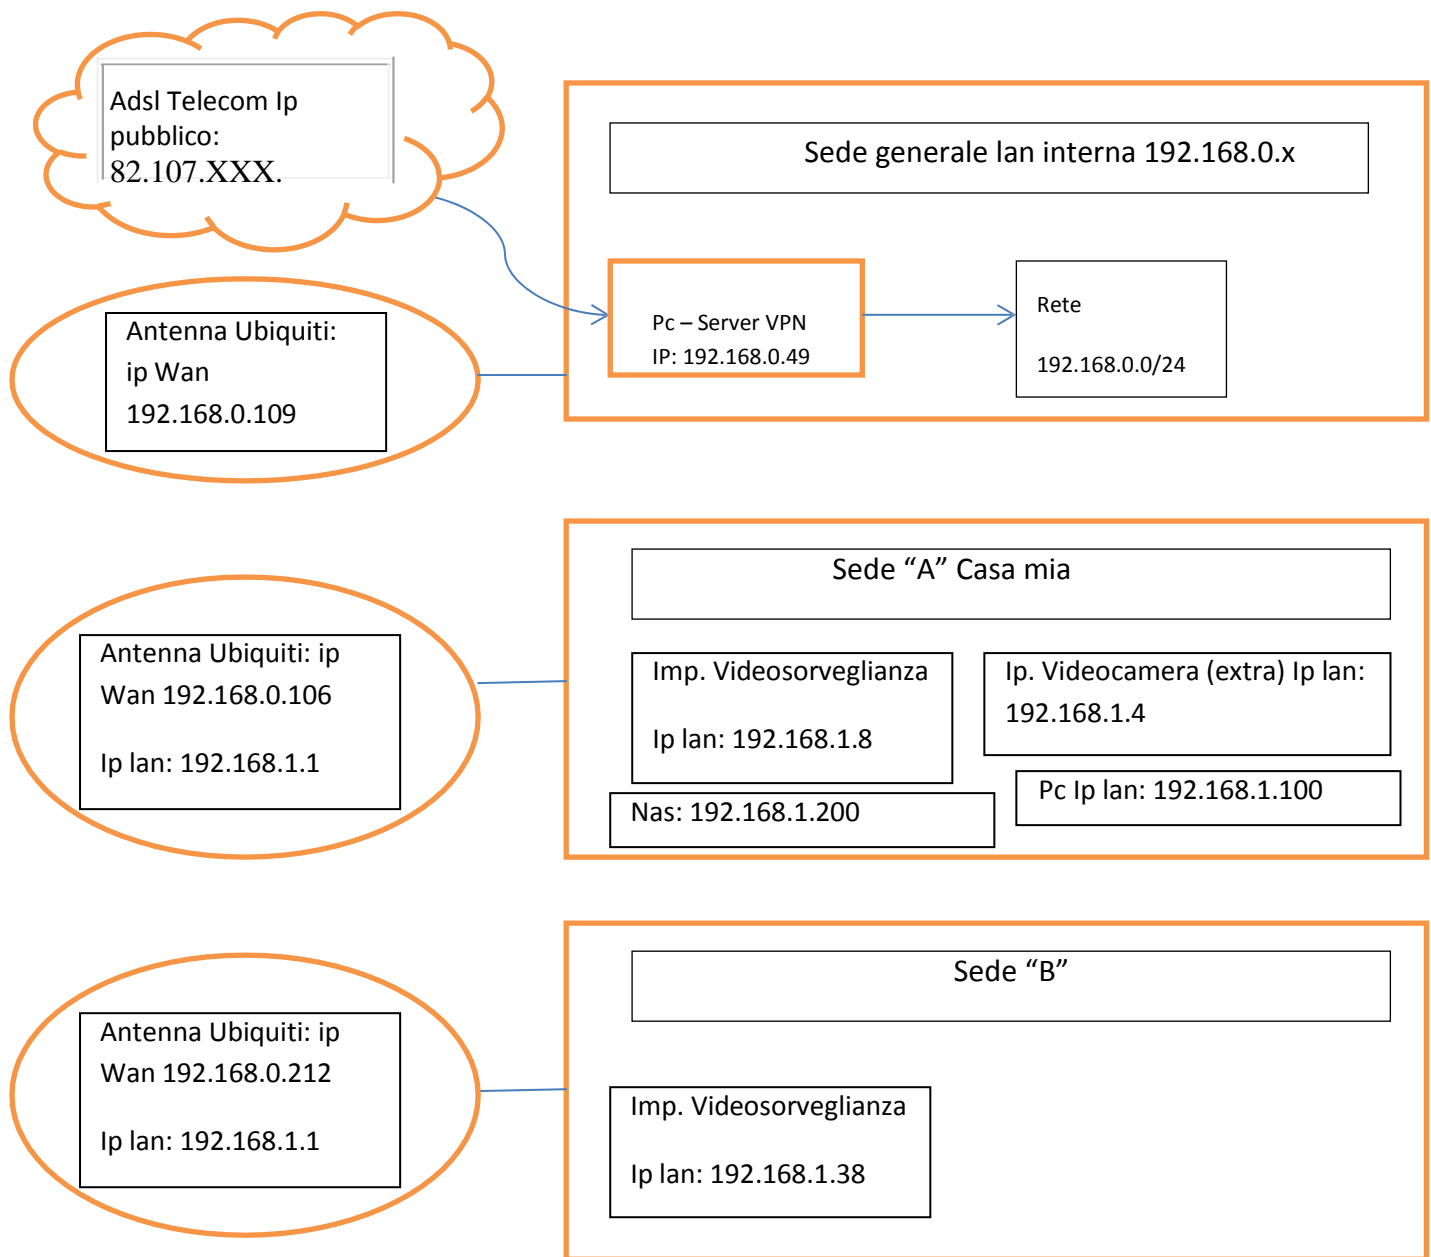 Adsl Telecom Ip
pubblico:
82.107.XXX.
Sede generale lan interna 192.168.0.x
Pc – Server VPN
IP: 192.168.0.49
Rete
192.168.0.0/24
Antenna Ubiquiti:
ip Wan
192.168.0.109
Sede “A” Casa mia
Antenna Ubiquiti: ip
Wan 192.168.0.106
Ip lan: 192.168.1.1
Imp. Videosorveglianza
Ip lan: 192.168.1.8
Ip. Videocamera (extra) Ip lan:
192.168.1.4
Nas: 192.168.1.200
Pc Ip lan: 192.168.1.100
Sede “B”
Antenna Ubiquiti: ip
Wan 192.168.0.212
Ip lan: 192.168.1.1
Imp. Videosorveglianza
Ip lan: 192.168.1.38